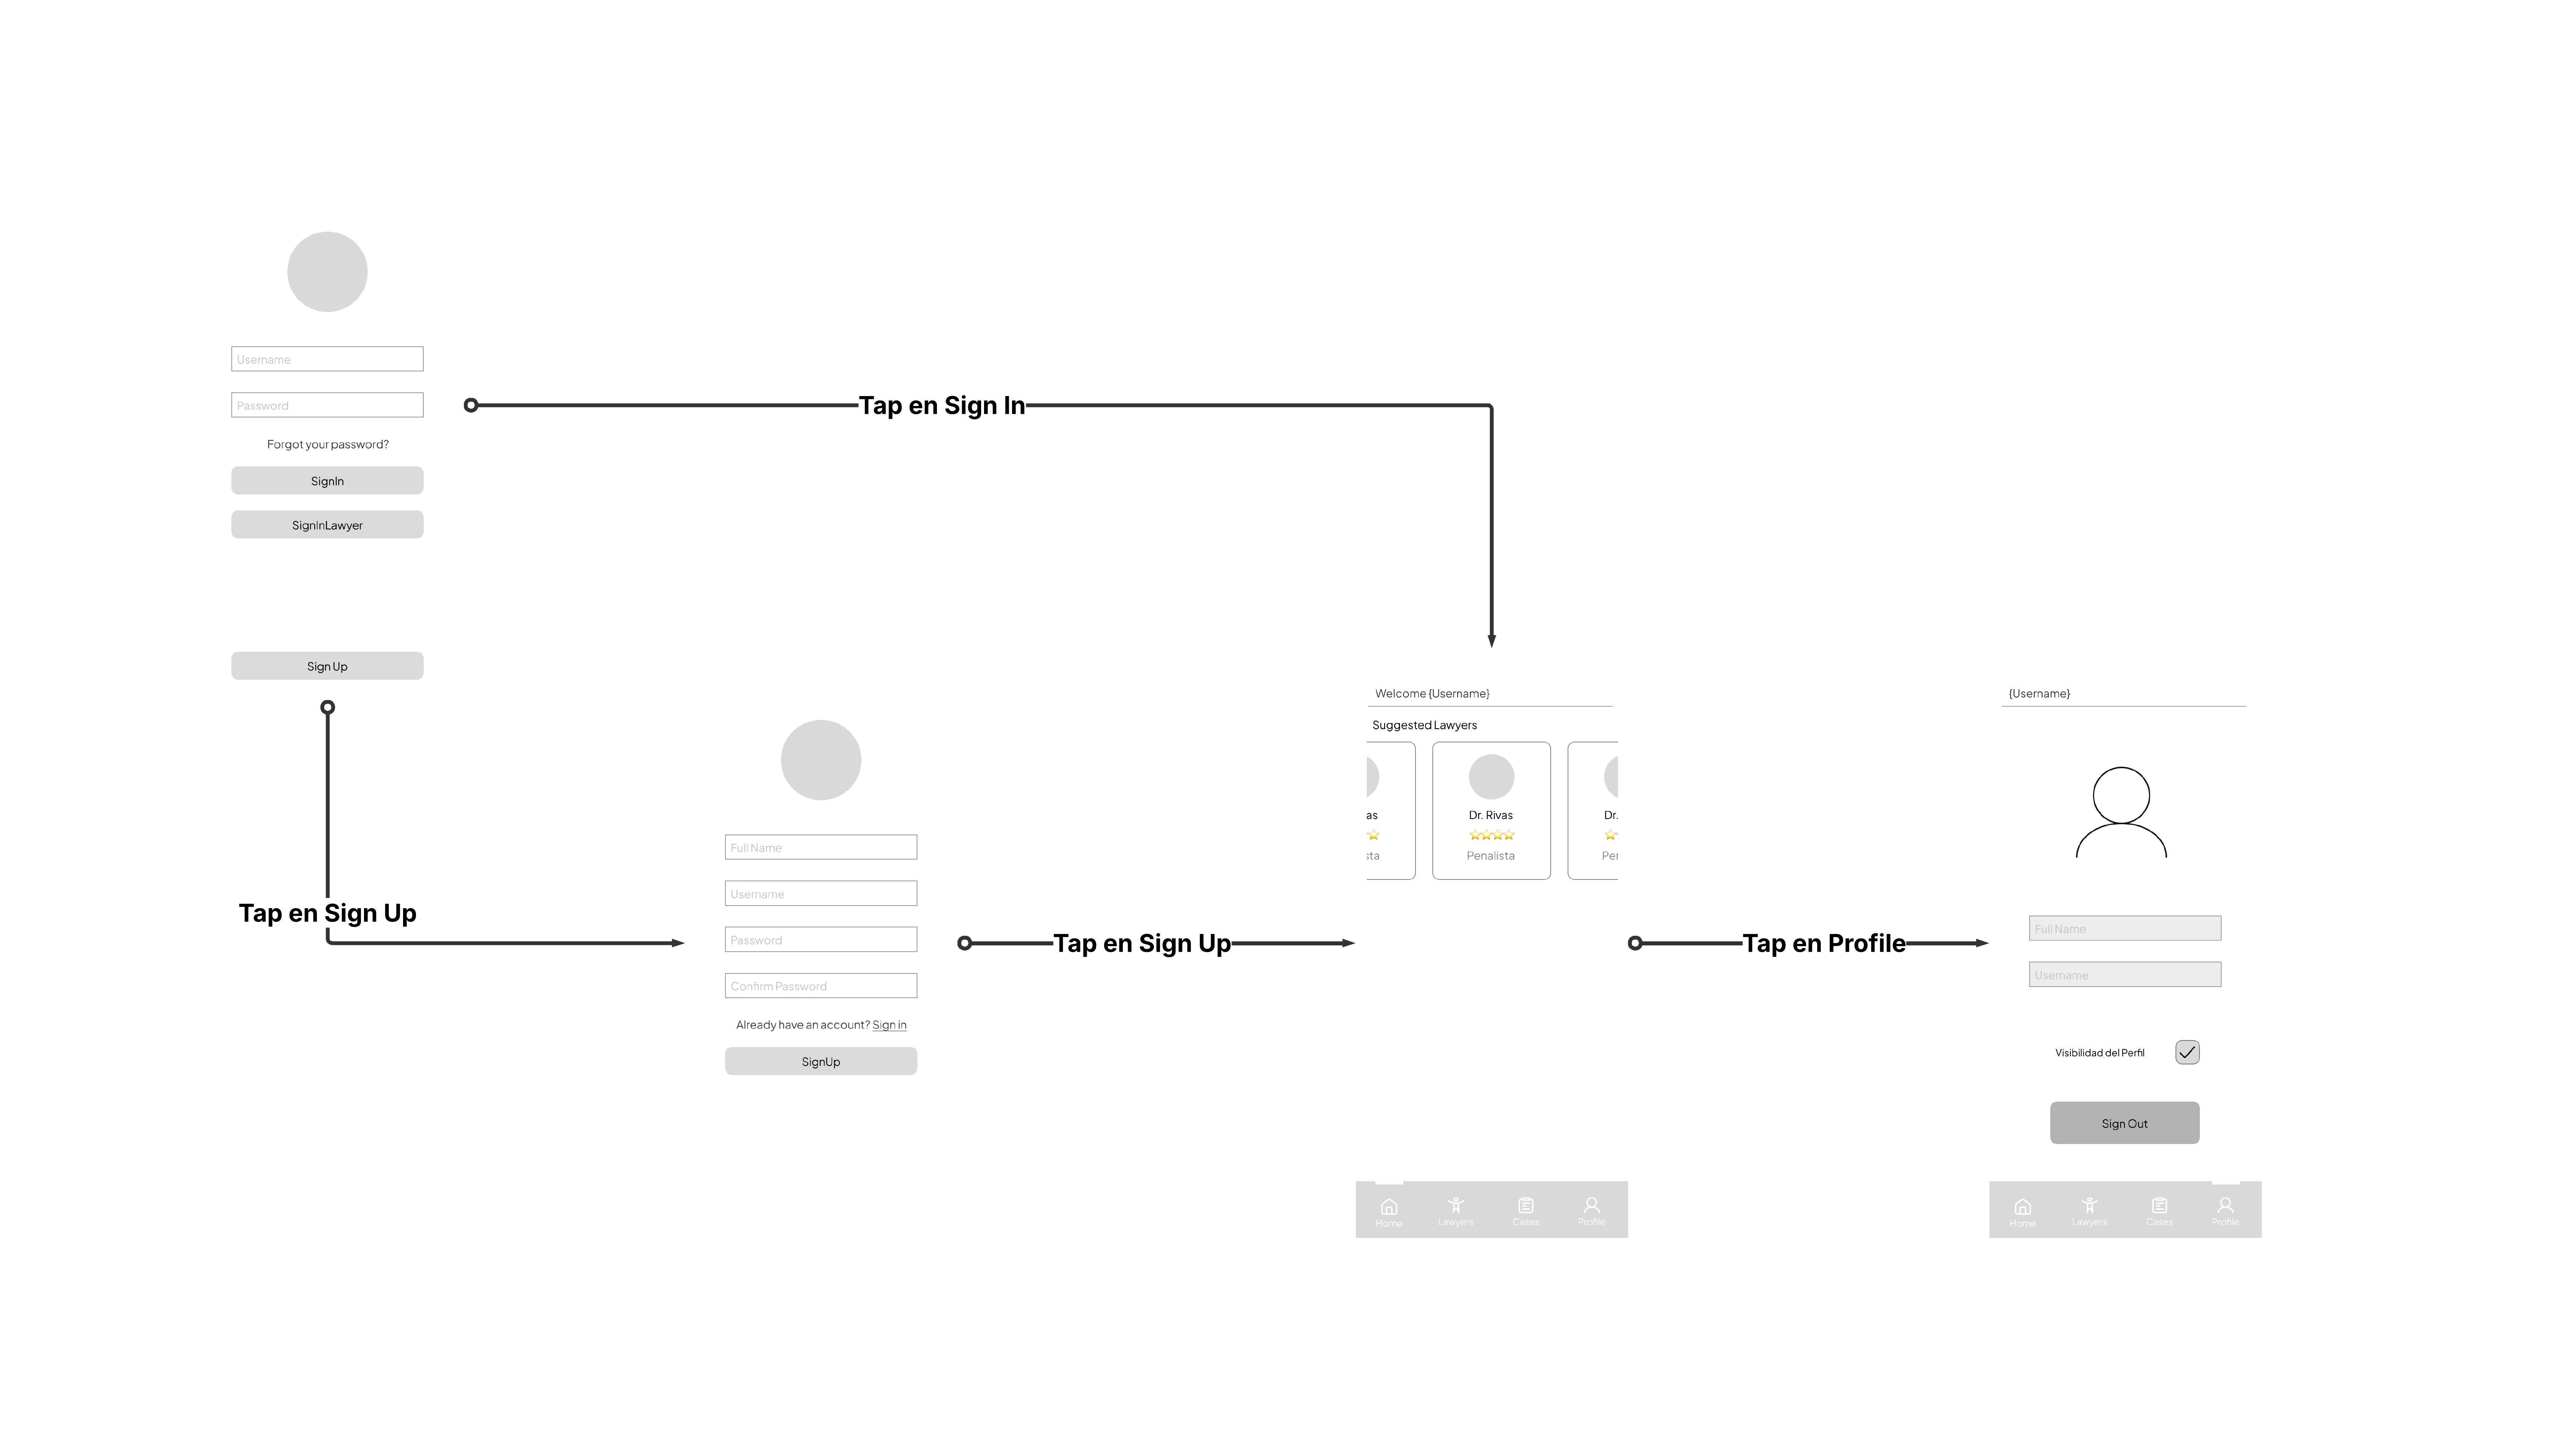 Username
Password
Forgot your password?
SignIn
SignInLawyer
Sign Up
Tap en Sign In
Tap en Sign Up
Full Name
Username
Password
Confirm Password
Already have an account? Sign in
SignUp
Tap en Sign Up
Welcome {Username}
Suggested Lawyers
as
sta
Dr. Rivas
Penalista
Dr.
Per
Home
Lawyers
Cases
Profile
Tap en Profile
{Username}
Full Name
Username
Visibilidad del Perfil
Sign Out
Home
Lawyers
Cases
Profile